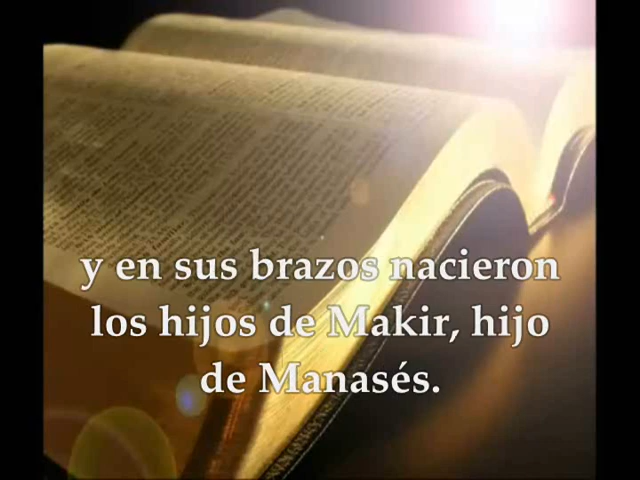 y en sus brazos nacieron
los hijos de Makir, hijo
de Manasés.